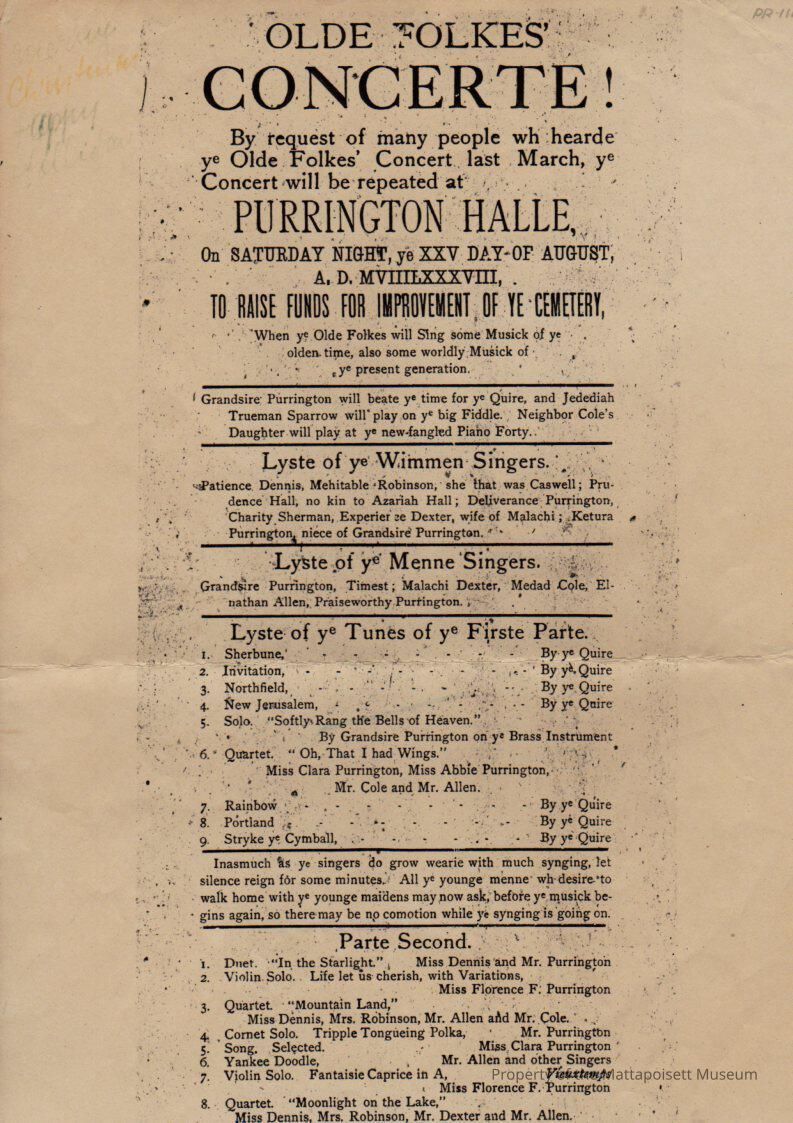 PR-11
Christmas
Happy
OLDE FOLKES'
CONCERTE!
By request of many people wh hearde
ye Olde Folkes' Concert last March, ye
Concert will be repeated at
PURRINGTON HALLE,
On SATURDAY NIGHT, ye XXV DAY OF AUGUST,
A. D. MVIIILXXXVIII,
TO RAISE FUNDS FOR IMPROVEMENT OF YE CEMETERY,
When ye Olde Folkes will Sing some Musick of ye
olden time, also some worldly Musick of
ye present generation.
Grandsire Purrington will beate ye time for ye Quire, and Jedediah
Trueman Sparrow will play on ye big Fiddle. Neighbor Cole's
Daughter will play at ye new-fangled Piano Forty.
Lyste of ye Wimmen Singers.
Patience Dennis, Mehitable Robinson, she that was Caswell; Pru-
dence Hall, no kin to Azariah Hall; Deliverance Purrington,
Charity Sherman, Experience Dexter, wife of Malachi; Ketura
Purrington, niece of Grandsire Purrington.
Lyste of ye Menne Singers.
Grandsire Purrington, Timest; Malachi Dexter, Medad Cole, El-
nathan Allen, Praiseworthy Purrington.
Lyste of ye Tunes of ye Firste Parte.
1. Sherbune, - - - - - - - By ye Quire
2. Invitation, - - - - - - - By ye Quire
3. Northfield, - - - - - - - By ye Quire
4. New Jerusalem, - - - - - - By ye Quire
5. Solo. "Softly Rang the Bells of Heaven."
By Grandsire Purrington on ye Brass Instrument
6. Quartet. "Oh, That I had Wings."
Miss Clara Purrington, Miss Abbie Purrington,
Mr. Cole and Mr. Allen.
7. Rainbow - - - - - - - By ye Quire
8. Portland - - - - - - - By ye Quire
9. Stryke ye Cymball, - - - - - - By ye Quire
Inasmuch as ye singers do grow wearie with much synging, let
silence reign for some minutes. All ye younge menne wh desire to
walk home with ye younge maidens may now ask, before ye musick be-
gins again, so there may be no comotion while ye synging is going on.
Parte Second.
1. Duet. "In the Starlight." Miss Dennis and Mr. Purrington
2. Violin Solo. Life let us cherish, with Variations,
Miss Florence F. Purrington
3. Quartet. "Mountain Land,"
Miss Dennis, Mrs. Robinson, Mr. Allen and Mr. Cole.
4. Cornet Solo. Tripple Tongueing Polka, Mr. Purrington
5. Song. Selected. Miss Clara Purrington
6. Yankee Doodle, Mr. Allen and other Singers
7. Violin Solo. Fantaisie Caprice in A, Vieuxtemps
Property of Mattapoisett Museum
Miss Florence F. Purrington
8. Quartet. "Moonlight on the Lake,"
Miss Dennis, Mrs. Robinson, Mr. Dexter and Mr. Allen.